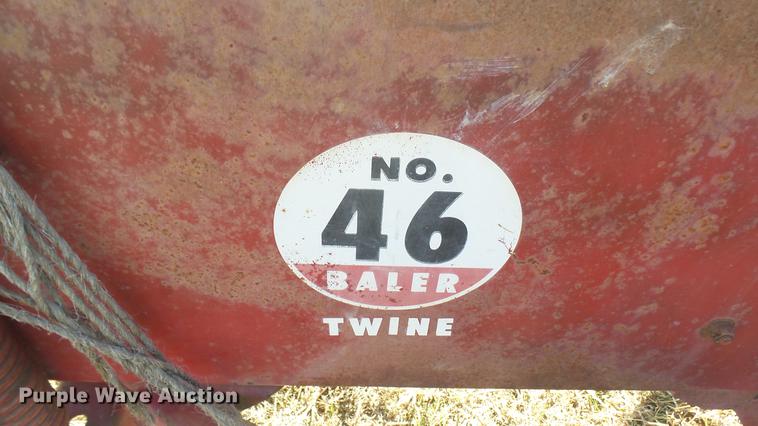 NO.
46
BALER
TWINE
Purple Wave Auction